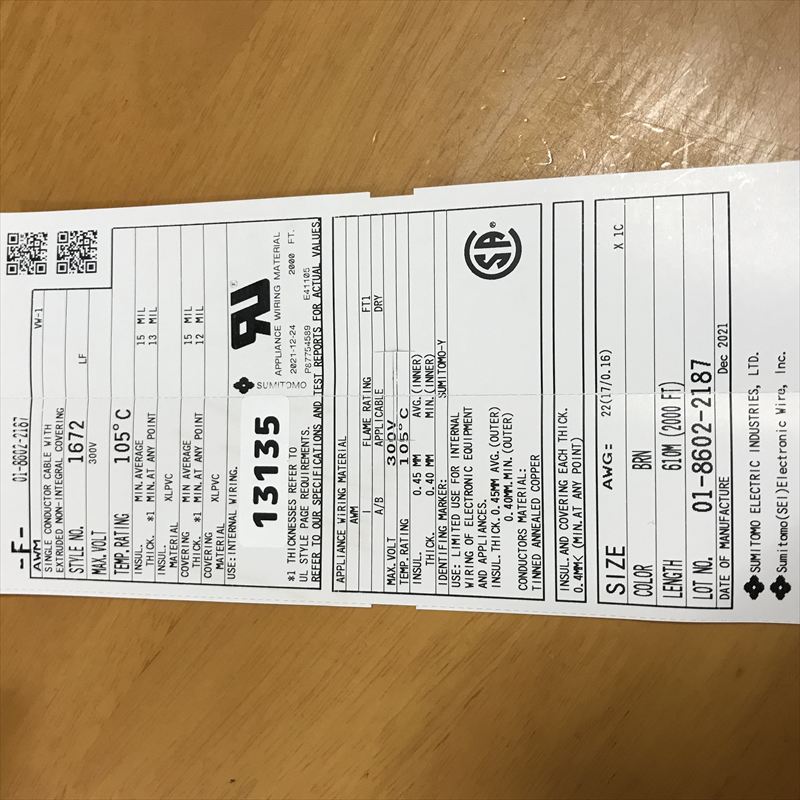 -F- 01-8602-2187
AWM VW-1
SINGLE CONDUCTOR CABLE WITH
EXTRUDED NON-INTEGRAL COVERING
STYLE NO. 1672 LF
MAX.VOLT 300V
TEMP.RATING 105°C
INSUL. MIN.AVERAGE 15 MIL
THICK. *1 MIN.AT ANY POINT 13 MIL
INSUL. XLPVC
MATERIAL
COVERING MIN AVERAGE 15 MIL
THICK. *1 MIN.AT ANY POINT 12 MIL
COVERING XLPVC
MATERIAL
USE:INTERNAL WIRING.
13135
SUMITOMO
APPLIANCE WIRING MATERIAL
2021-12-24 2000 FT.
P87754589 E41105
*1 THICKNESSES REFER TO
UL STYLE PAGE REQUIREMENTS.
REFER TO OUR SPECIFICATIONS AND TEST REPORTS FOR ACTUAL VALUES
APPLIANCE WIRING MATERIAL
AWM
I FLAME RATING FT1
A/B APPLICABLE DRY
MAX.VOLT 300V
TEMP.RATING 105°C
INSUL. 0.45 MM AVG.(INNER)
THICK. 0.40 MM MIN.(INNER)
IDENTIFYING MARKER: SUMITOMO-Y
USE: LIMITED USE FOR INTERNAL
WIRING OF ELECTRONIC EQUIPMENT
AND APPLIANCES.
INSUL THICK.0.45MM AVG.(OUTER)
0.40MM.MIN.(OUTER)
CONDUCTORS MATERIAL:
TINNED ANNEALED COPPER
SA®
INSUL.AND COVERING EACH THICK.
0.4MM< (MIN.AT ANY POINT)
SIZE AWG: 22(17/0.16) X 1C
COLOR BRN
LENGTH 610M (2000 FT)
LOT NO. 01-8602-2187
DATE OF MANUFACTURE Dec 2021
SUMITOMO ELECTRIC INDUSTRIES, LTD.
Sumitomo(SEI)Electronic Wire, Inc.